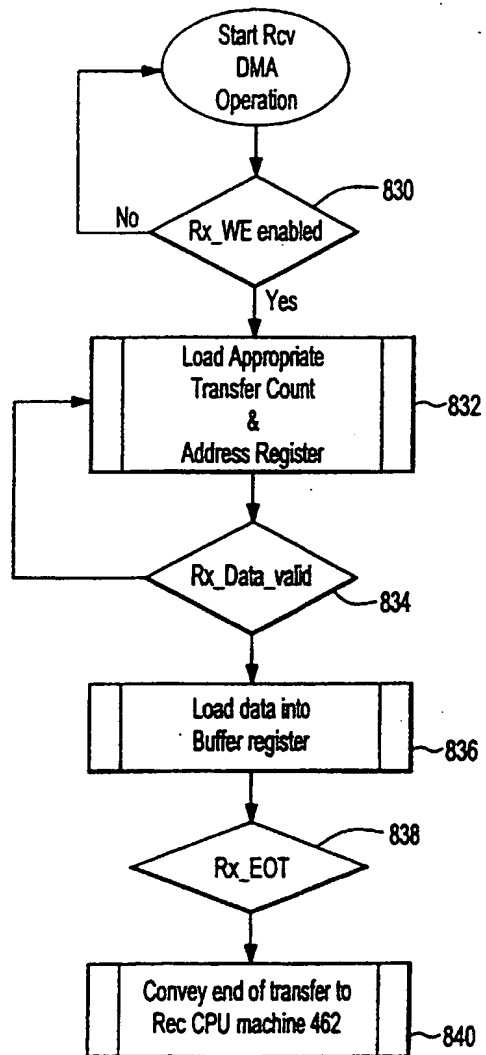 Start Rcv
DMA
Operation
830
No
Rx_WE enabled
Yes
Load Appropriate
Transfer Count
&
Address Register
832
Rx_Data_valid
834
Load data into
Buffer register
836
838
Rx_EOT
Convey end of transfer to
Rec CPU machine 462
840